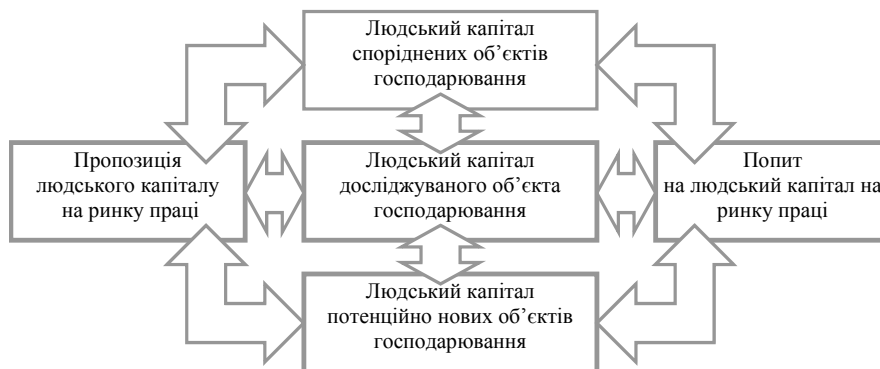 Людський капітал
споріднених об’єктів
господарювання
Пропозиція
людського капіталу
на ринку праці
Людський капітал
досліджуваного об’єкта
господарювання
Попит
на людський капітал на
ринку праці
Людський капітал
потенційно нових об’єктів
господарювання